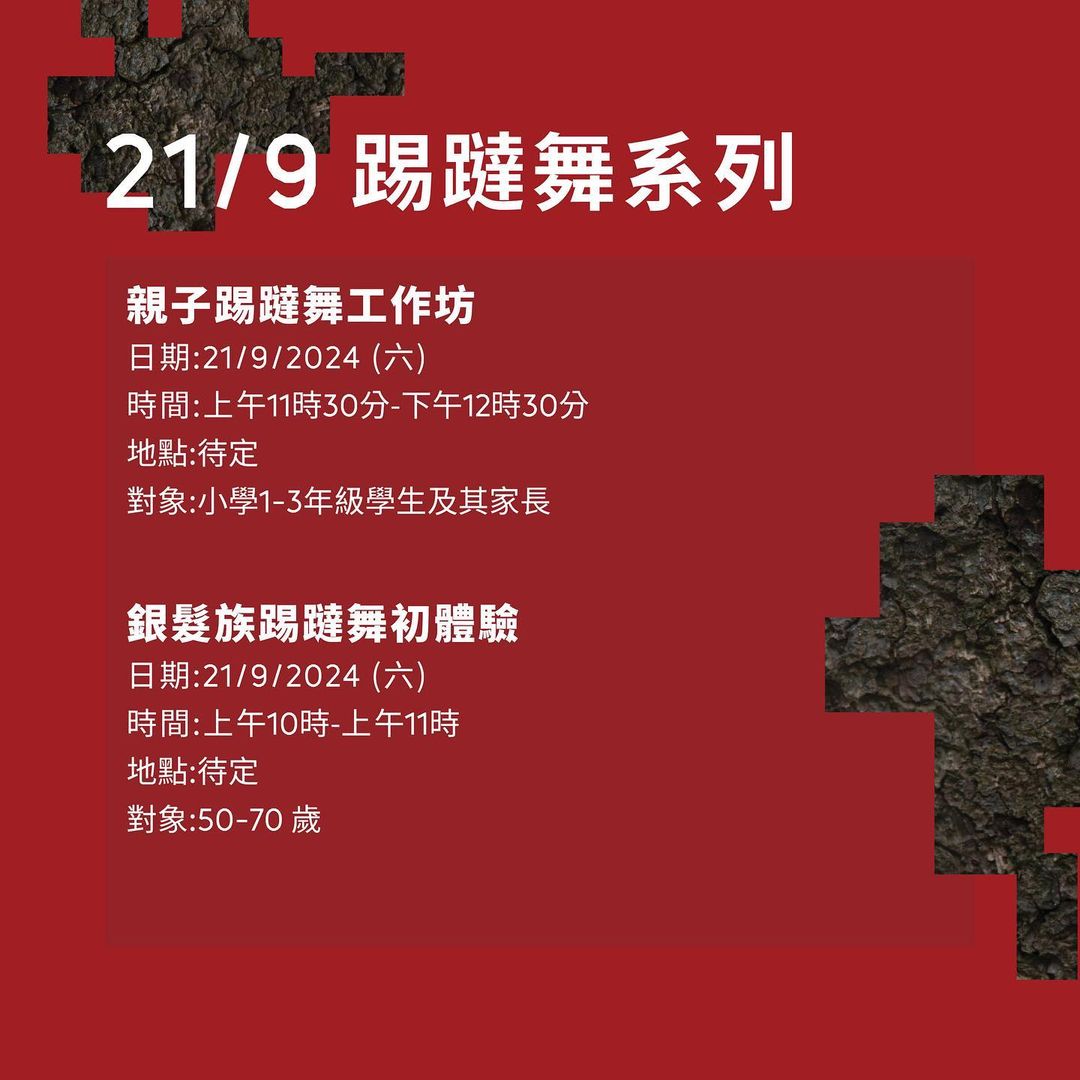 21/9 踢躂舞系列
親子踢躂舞工作坊
日期:21/9/2024 (六)
時間:上午11時30分-下午12時30分
地點:待定
對象:小學1-3年級學生及其家長
銀髮族踢躂舞初體驗
日期:21/9/2024 (六)
時間:上午10時-上午11時
地點:待定
對象:50-70 歲